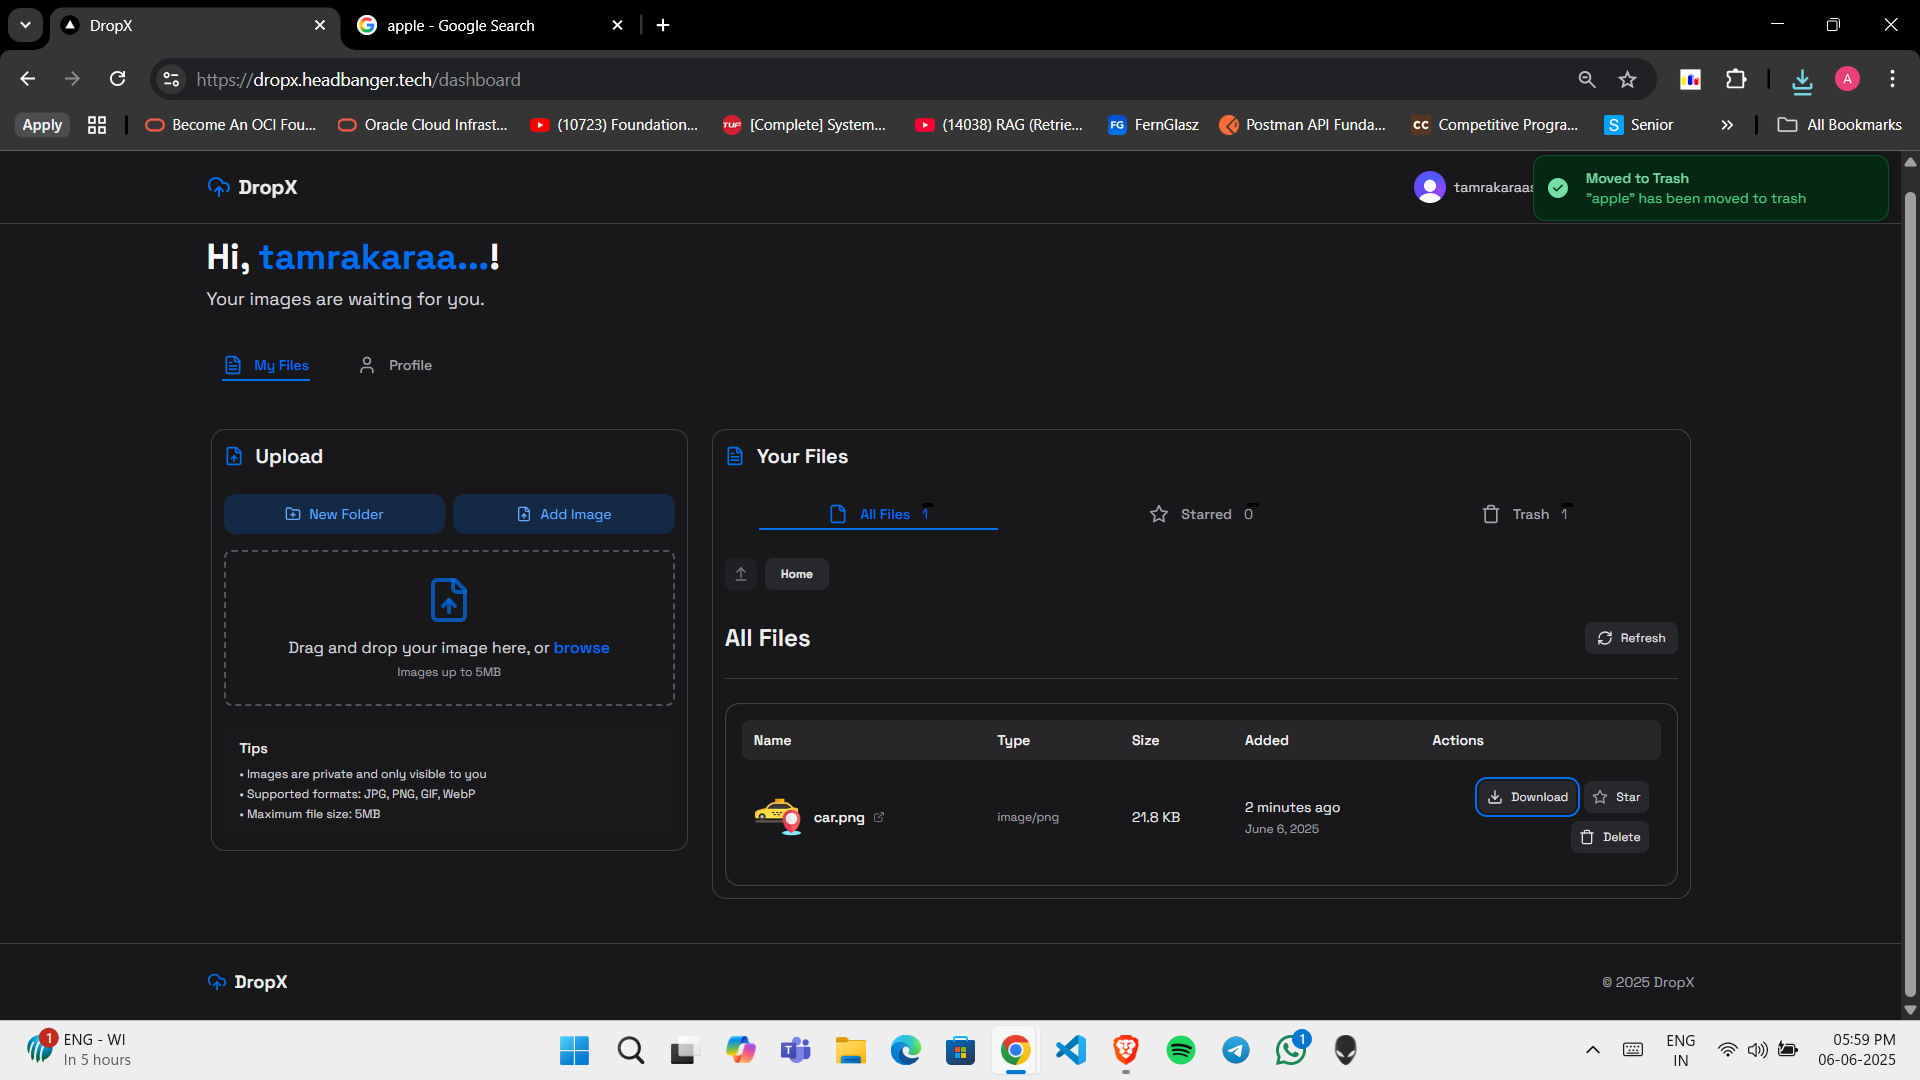 DropX
apple - Google Search
https://dropx.headbanger.tech/dashboard
A
Apply
Become An OCI Fou...
Oracle Cloud Infrast...
(10723) Foundation...
TUF
[Complete] System...
(14038) RAG (Retrie...
FG
FernGlasz
Postman API Funda...
CC
Competitive Progra...
S
Senior
All Bookmarks
DropX
tamrakaraas
Moved to Trash
"apple" has been moved to trash
Hi, tamrakaraa...!
Your images are waiting for you.
My Files
Profile
Upload
New Folder
Add Image
Drag and drop your image here, or browse
Images up to 5MB
Tips
• Images are private and only visible to you
• Supported formats: JPG, PNG, GIF, WebP
• Maximum file size: 5MB
Your Files
All Files 1
Starred 0
Trash 1
Home
All Files
Refresh
Name Type Size Added Actions
car.png image/png 21.8 KB 2 minutes ago
June 6, 2025
Download
Star
Delete
DropX
© 2025 DropX
1
ENG - WI
In 5 hours
1
ENG
IN
05:59 PM
06-06-2025